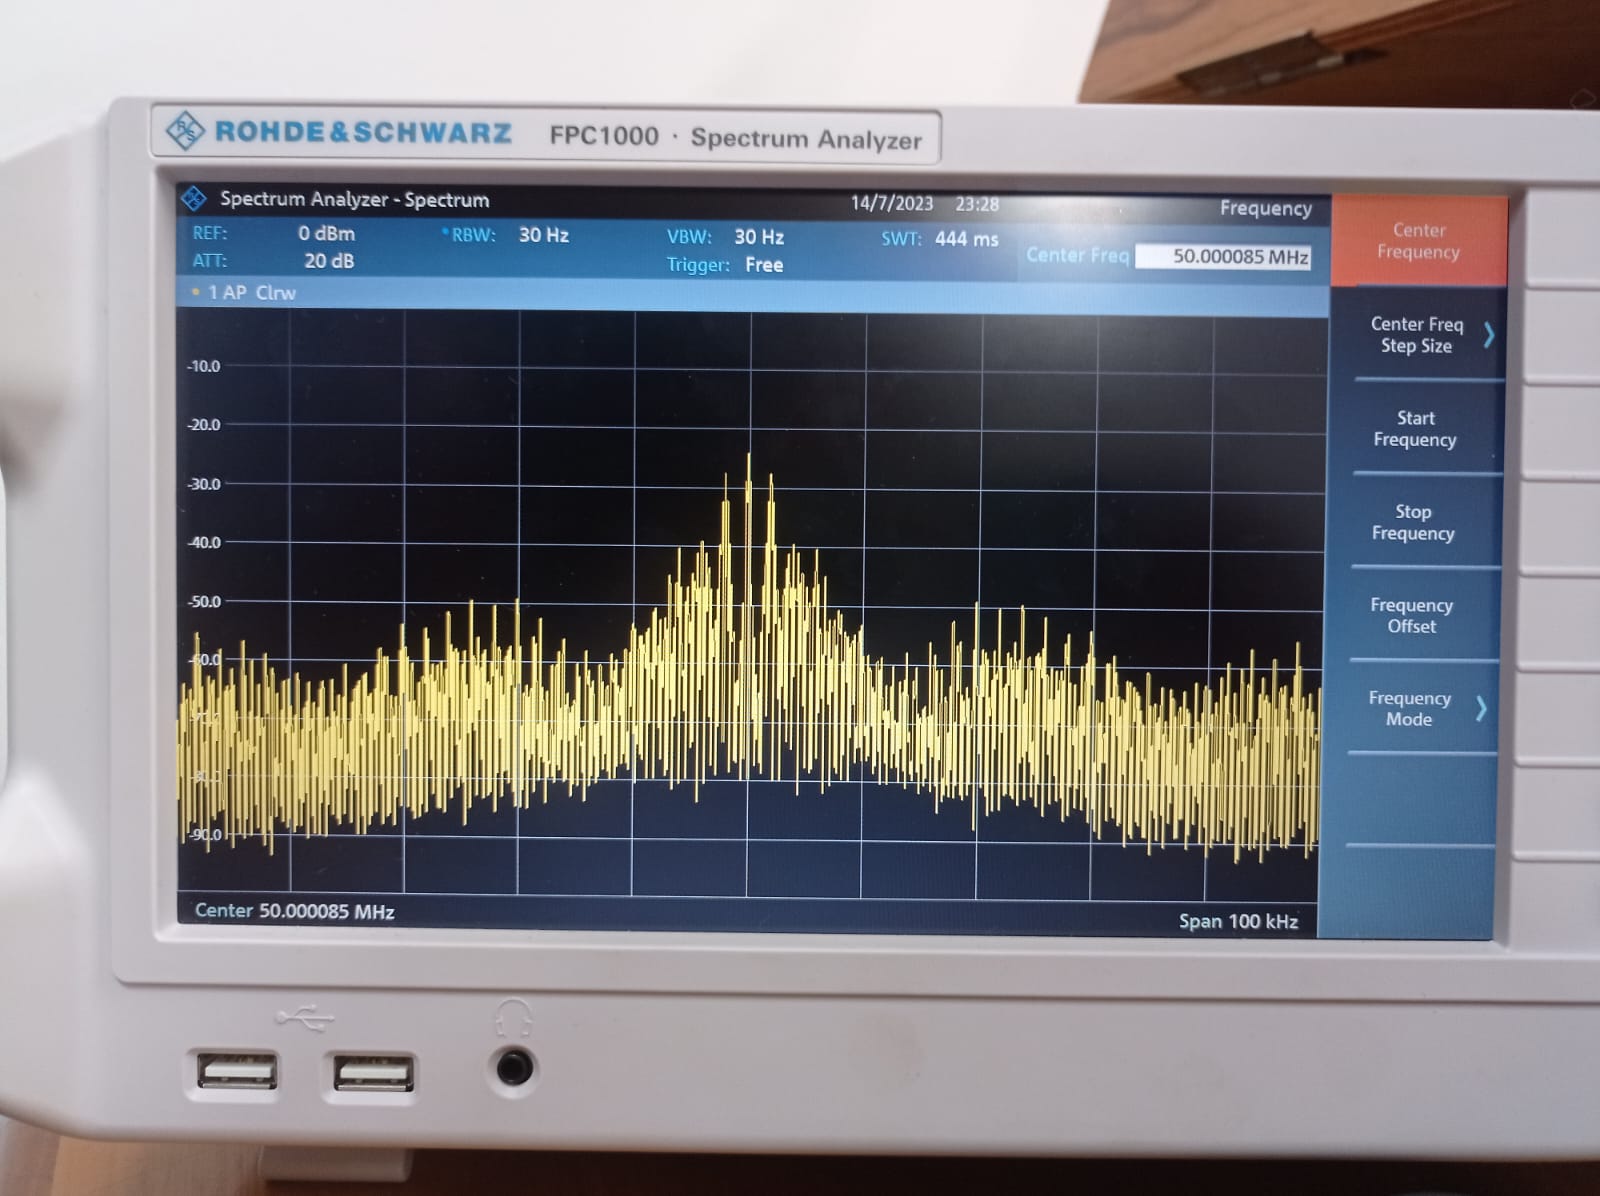 ROHDE & SCHWARZ FPC1000 · Spectrum Analyzer
Spectrum Analyzer - Spectrum 14/7/2023 23:28 Frequency
REF: 0 dBm RBW: 30 Hz VBW: 30 Hz SWT: 444 ms
ATT: 20 dB Trigger: Free Center Freq 50.000085 MHz
1 AP Clrw
-10.0
-20.0
-30.0
-40.0
-50.0
-60.0
-90.0
Center 50.000085 MHz Span 100 kHz
Center
Frequency
Center Freq
Step Size
Start
Frequency
Stop
Frequency
Frequency
Offset
Frequency
Mode